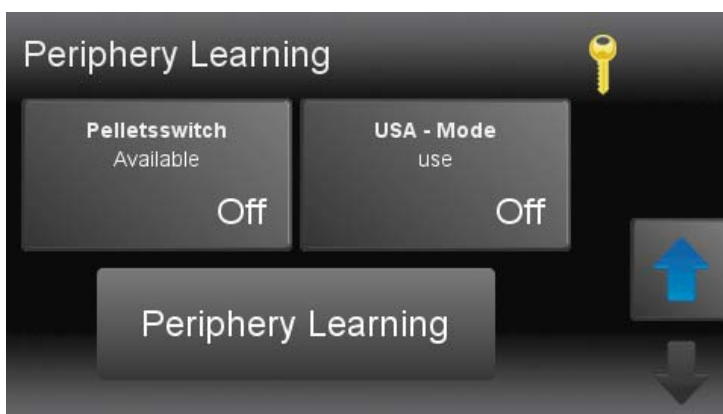 Periphery Learning
Pelletsswitch
Available
Off
USA - Mode
use
Off
Periphery Learning